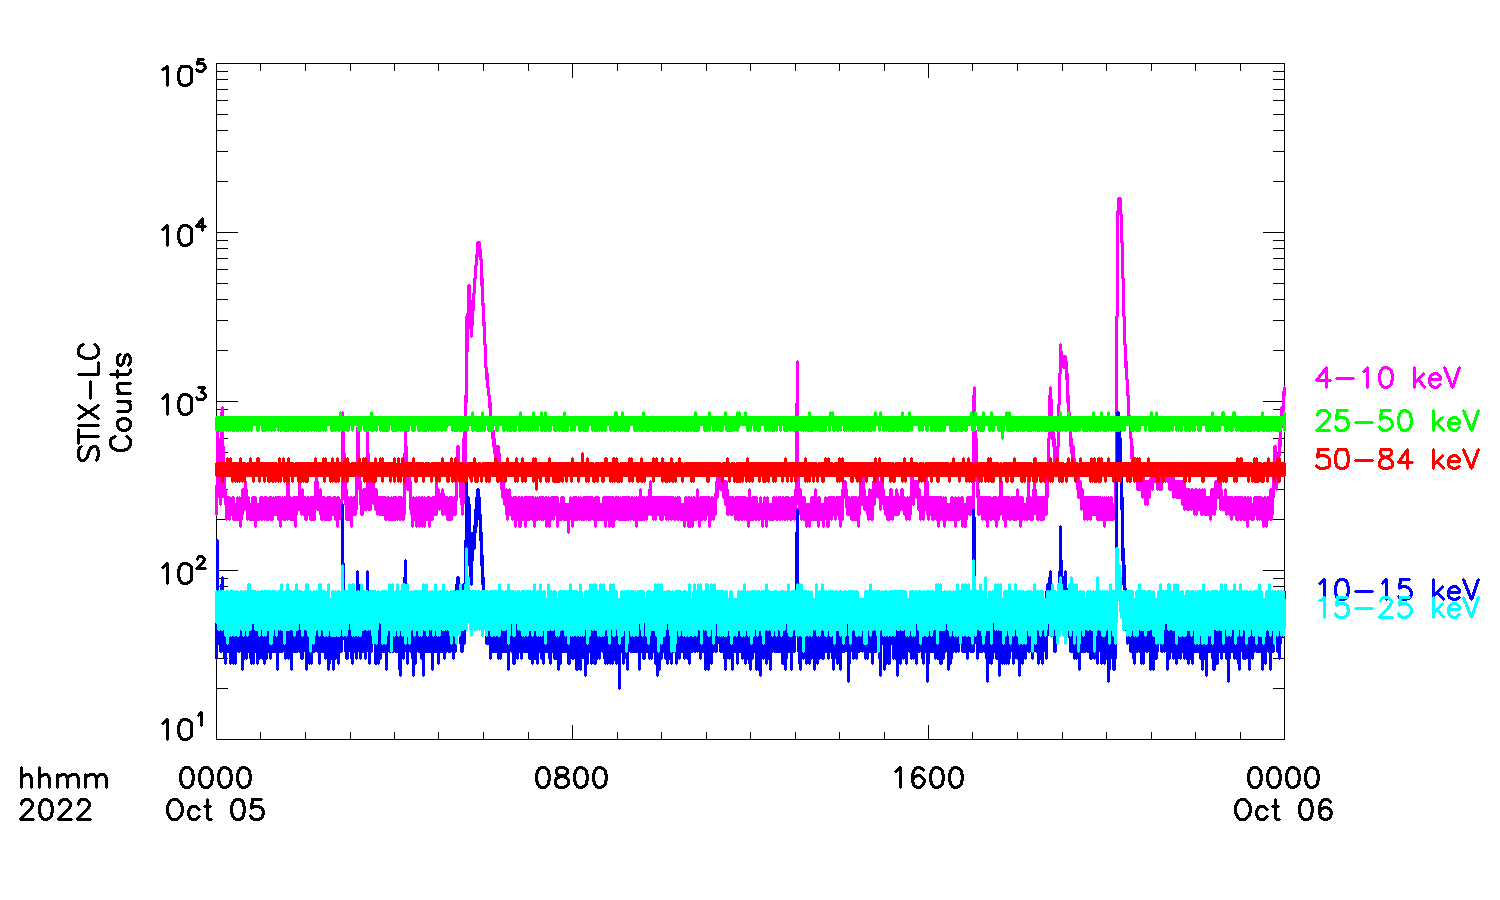 10^5
10^4
10^3
10^2
10^1
STIX-LC
Counts
4-10 keV
25-50 keV
50-84 keV
10-15 keV
15-25 keV
hhmm 0000 0800 1600 0000
2022 Oct 05 Oct 06